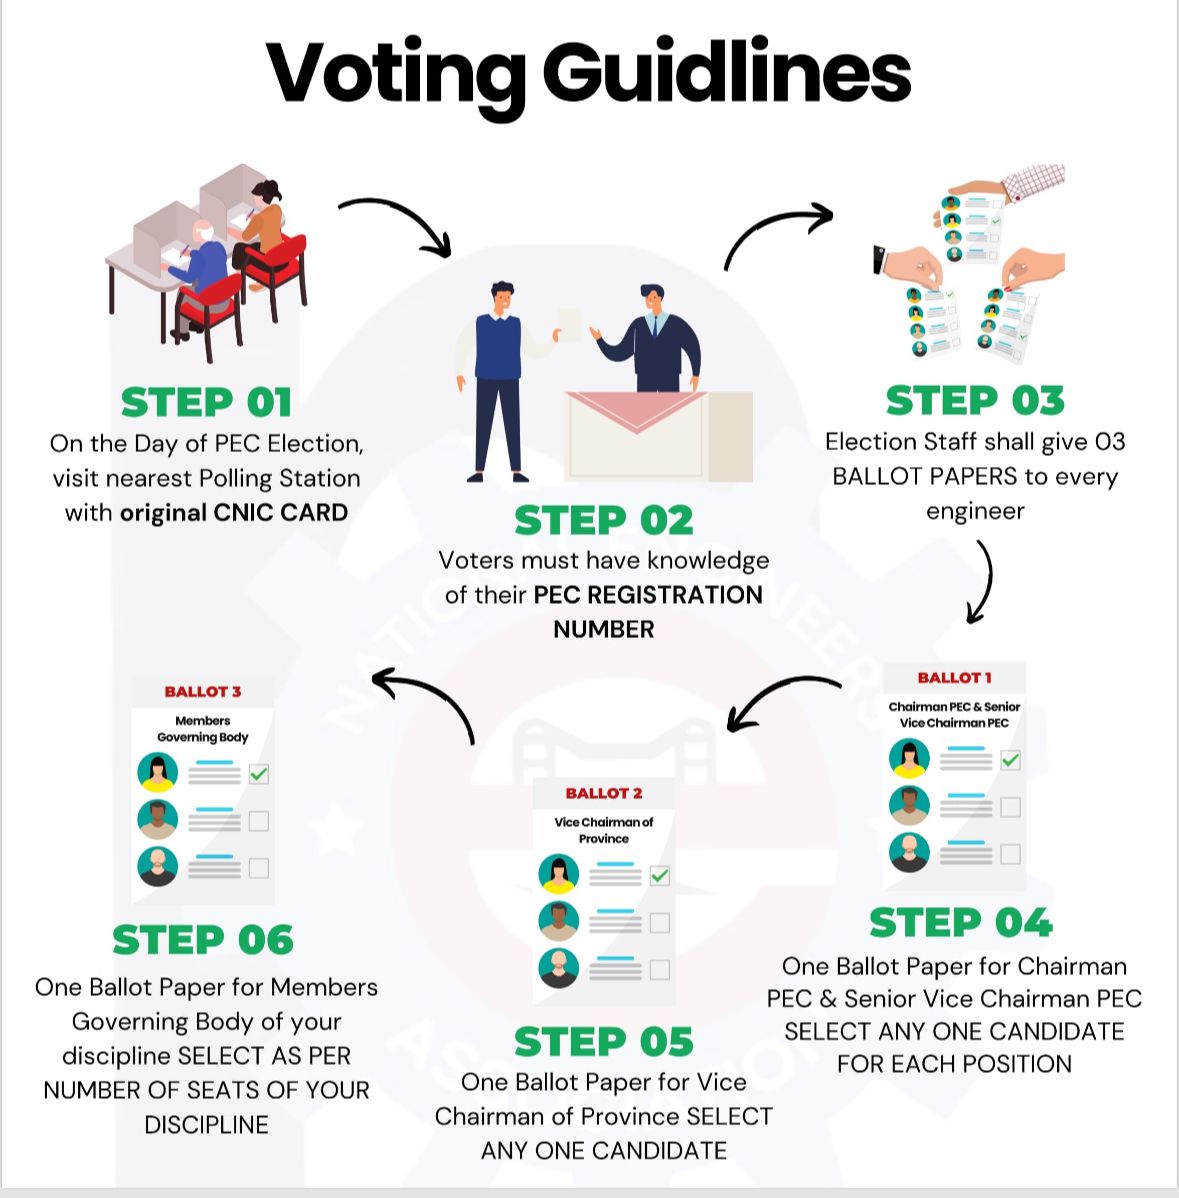 Voting Guidlines
STEP 01
On the Day of PEC Election,
visit nearest Polling Station
with original CNIC CARD
STEP 02
Voters must have knowledge
of their PEC REGISTRATION
NUMBER
STEP 03
Election Staff shall give 03
BALLOT PAPERS to every
engineer
BALLOT 1
Chairman PEC & Senior
Vice Chairman PEC
STEP 04
One Ballot Paper for Chairman
PEC & Senior Vice Chairman PEC
SELECT ANY ONE CANDIDATE
FOR EACH POSITION
BALLOT 2
Vice Chairman of
Province
STEP 05
One Ballot Paper for Vice
Chairman of Province SELECT
ANY ONE CANDIDATE
BALLOT 3
Members
Governing Body
STEP 06
One Ballot Paper for Members
Governing Body of your
discipline SELECT AS PER
NUMBER OF SEATS OF YOUR
DISCIPLINE
NATIONAL ENGINEERS
ASSOCIATION